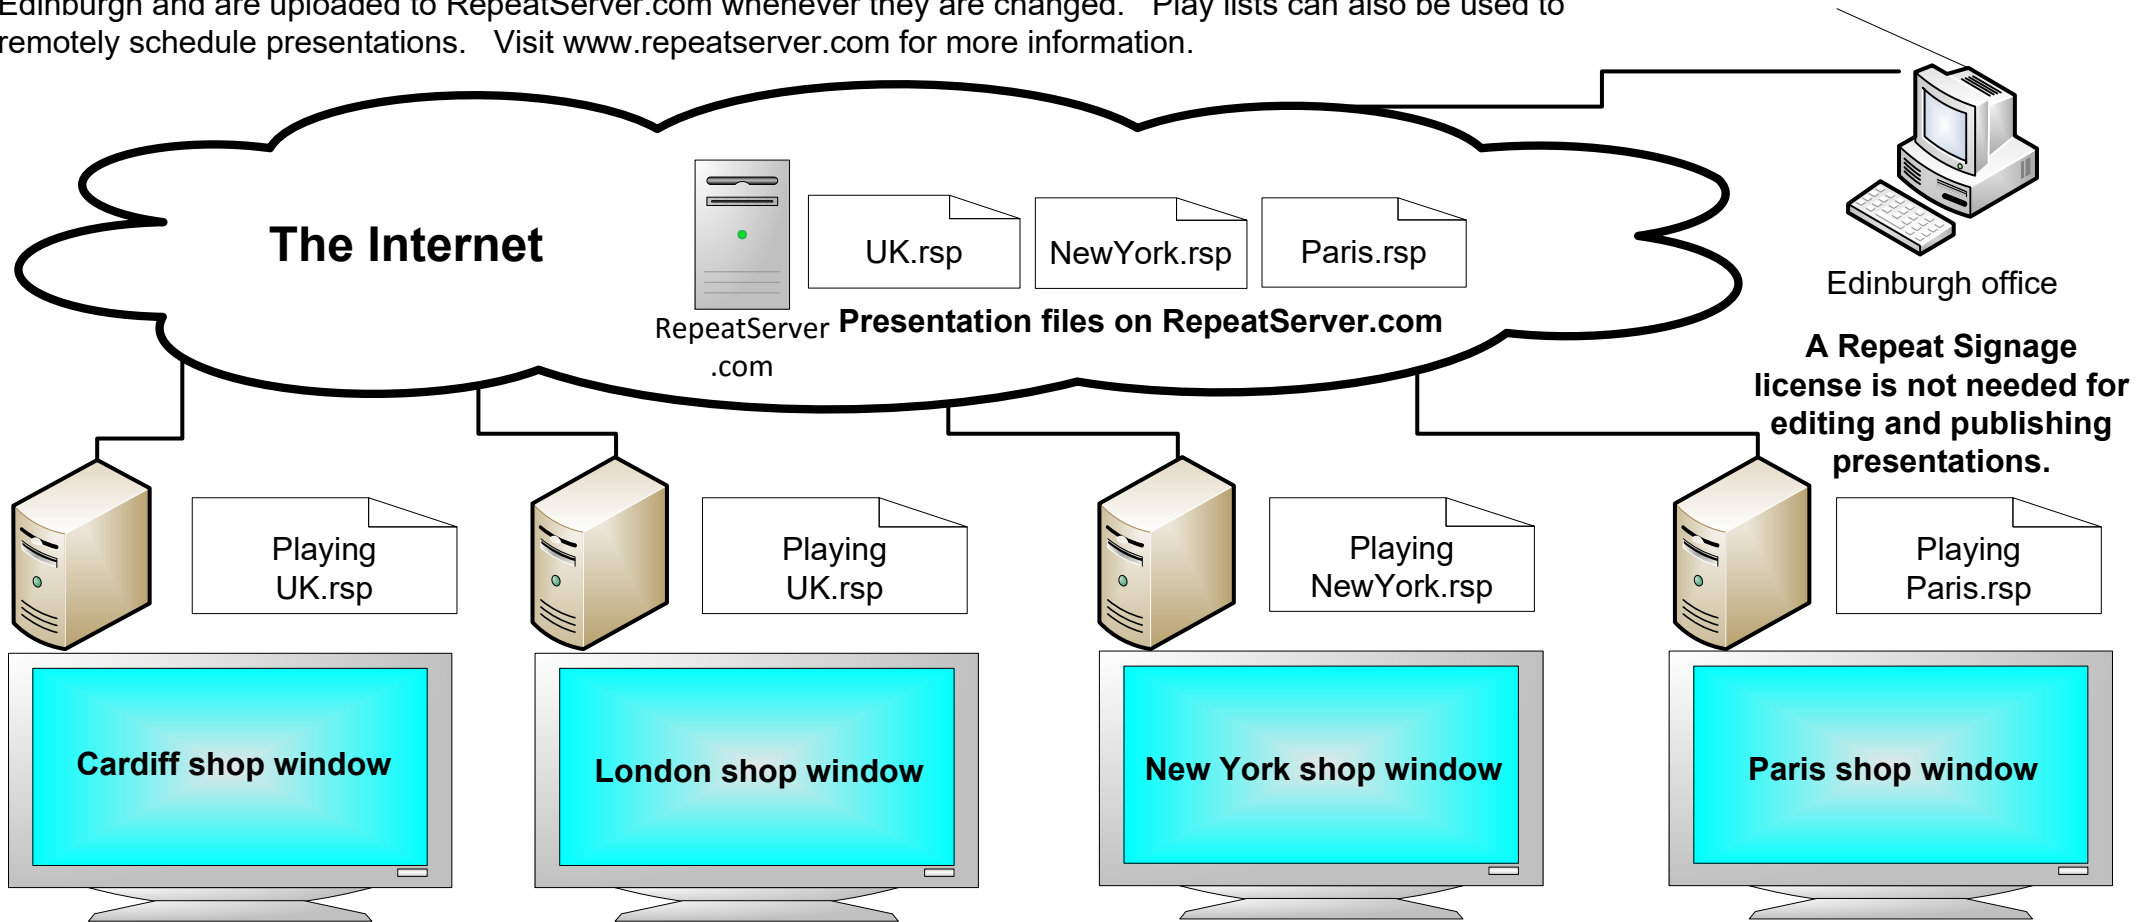 Edinburgh and are uploaded to RepeatServer.com whenever they are changed. Play lists can also be used to
remotely schedule presentations. Visit www.repeatserver.com for more information.
The Internet
UK.rsp
NewYork.rsp
Paris.rsp
RepeatServer
.com
Presentation files on RepeatServer.com
Edinburgh office
A Repeat Signage
license is not needed for
editing and publishing
presentations.
Playing
UK.rsp
Playing
UK.rsp
Playing
NewYork.rsp
Playing
Paris.rsp
Cardiff shop window
London shop window
New York shop window
Paris shop window